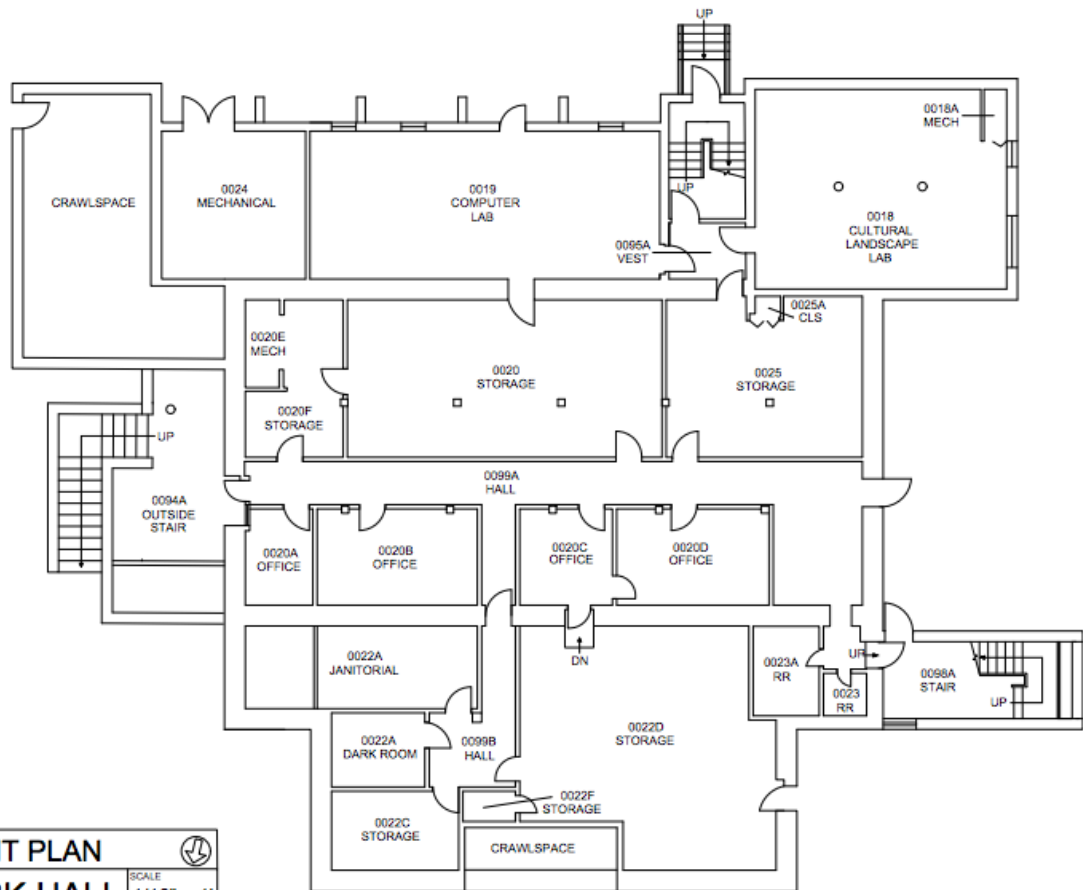 UP
0018A
MECH
CRAWLSPACE
0024
MECHANICAL
0019
COMPUTER
LAB
UP
0095A
VEST
0018
CULTURAL
LANDSCAPE
LAB
0025A
CLS
0020E
MECH
0020
STORAGE
0025
STORAGE
0020F
STORAGE
UP
0099A
HALL
0094A
OUTSIDE
STAIR
0020A
OFFICE
0020B
OFFICE
0020C
OFFICE
0020D
OFFICE
DN
0022A
JANITORIAL
0023A
RR
UP
0098A
STAIR
UP
0023
RR
0022A
DARK ROOM
0099B
HALL
0022D
STORAGE
0022F
STORAGE
0022C
STORAGE
CRAWLSPACE
PLAN
HALL
SCALE